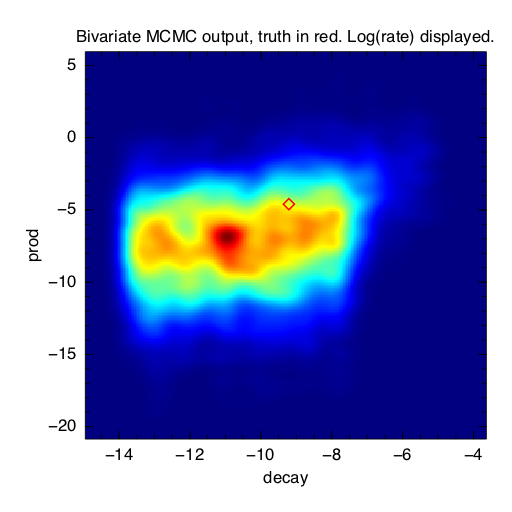 Bivariate MCMC output, truth in red. Log(rate) displayed.
5
0
−5
−10
−15
−20
prod
−14 −12 −10 −8 −6 −4
decay